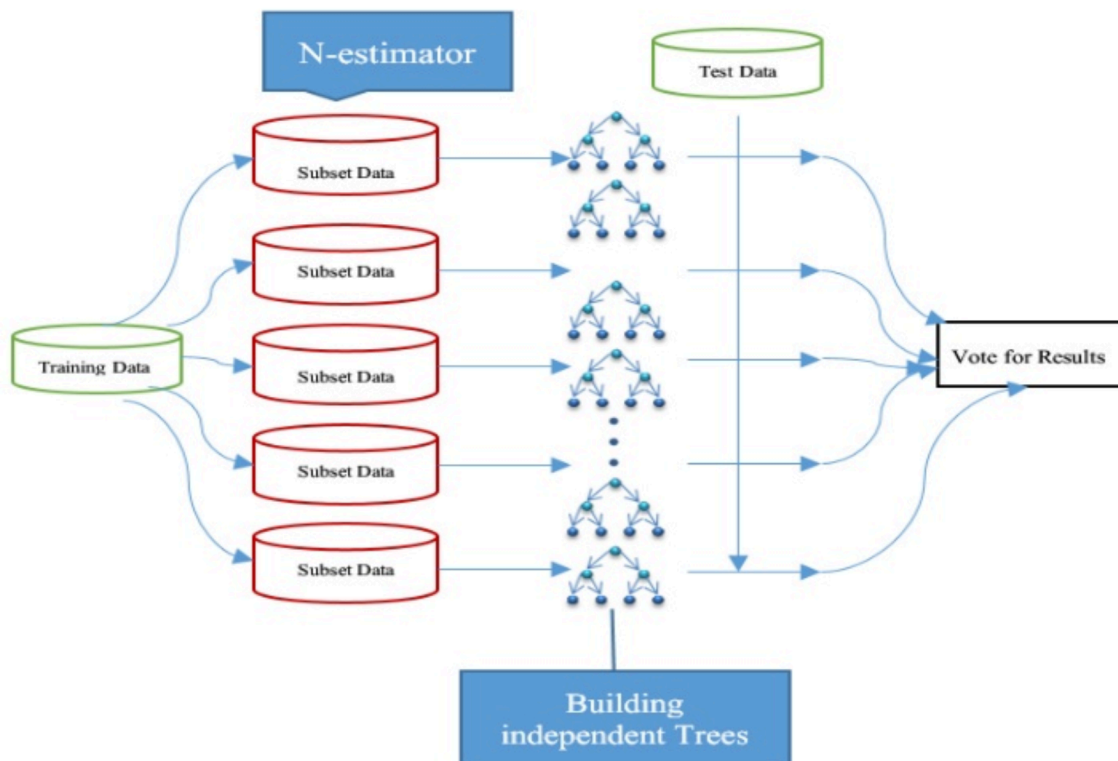 N-estimator
Test Data
Subset Data
Subset Data
Training Data
Subset Data
Vote for Results
Subset Data
Subset Data
Building
independent Trees